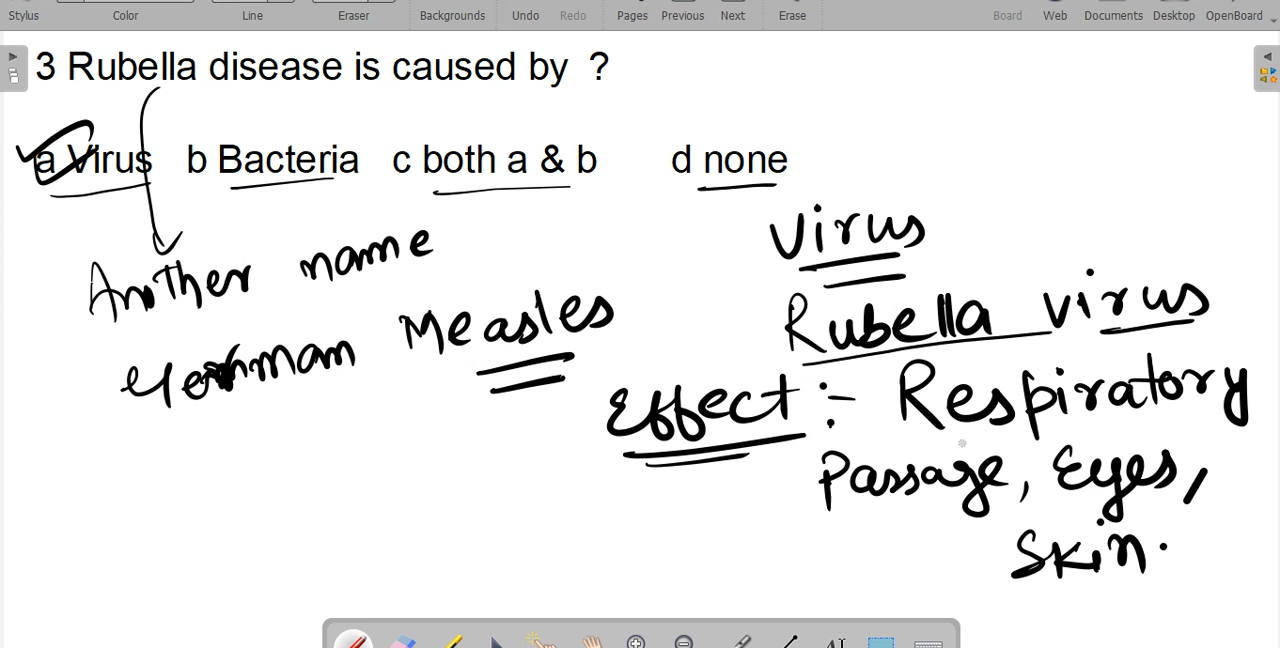 Stylus Color Line Eraser Backgrounds Undo Redo Pages Previous Next Erase Board Web Documents Desktop OpenBoard
3 Rubella disease is caused by ?
a Virus b Bacteria c both a & b d none
Another name
German Measles
Virus
Rubella virus
Effect :- Respiratory
Passage, Eyes,
Skin.